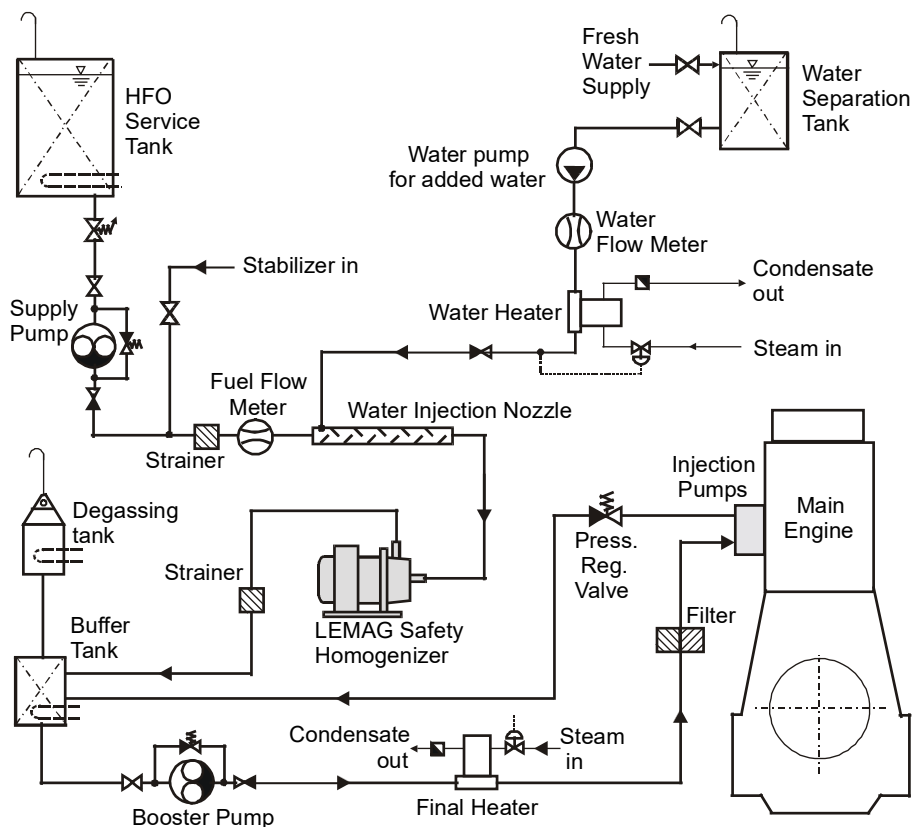 HFO
Service
Tank
Fresh
Water
Supply
Water
Separation
Tank
Water pump
for added water
Water
Flow Meter
Stabilizer in
Condensate
out
Water Heater
Supply
Pump
Steam in
Fuel Flow
Meter
Water Injection Nozzle
Strainer
Injection
Pumps
Main
Engine
Degassing
tank
Press.
Reg.
Valve
Strainer
Filter
Buffer
Tank
LEMAG Safety
Homogenizer
Condensate
out
Steam
in
Final Heater
Booster Pump